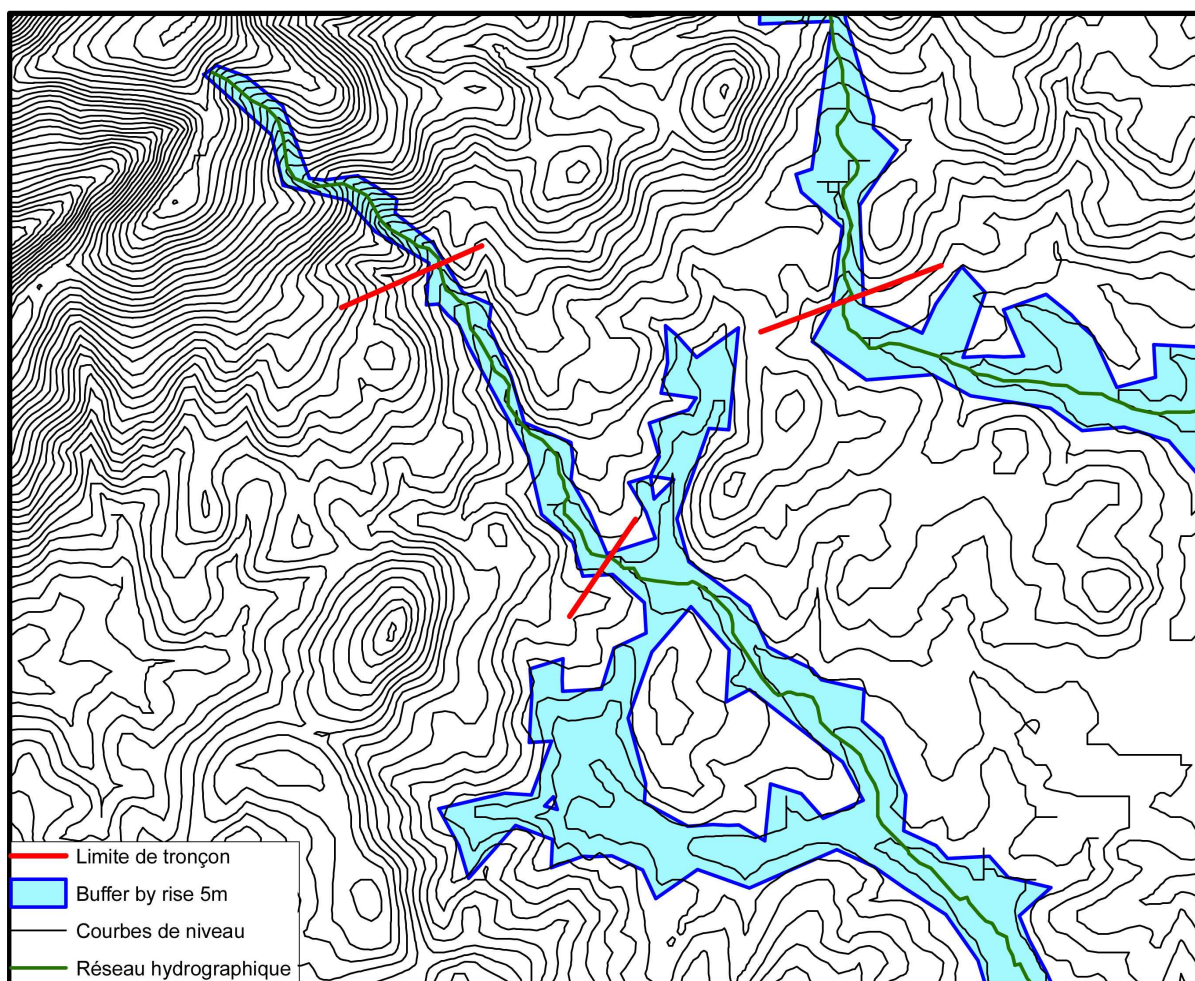 Limite de tronçon
Buffer by rise 5m
Courbes de niveau
Réseau hydrographique